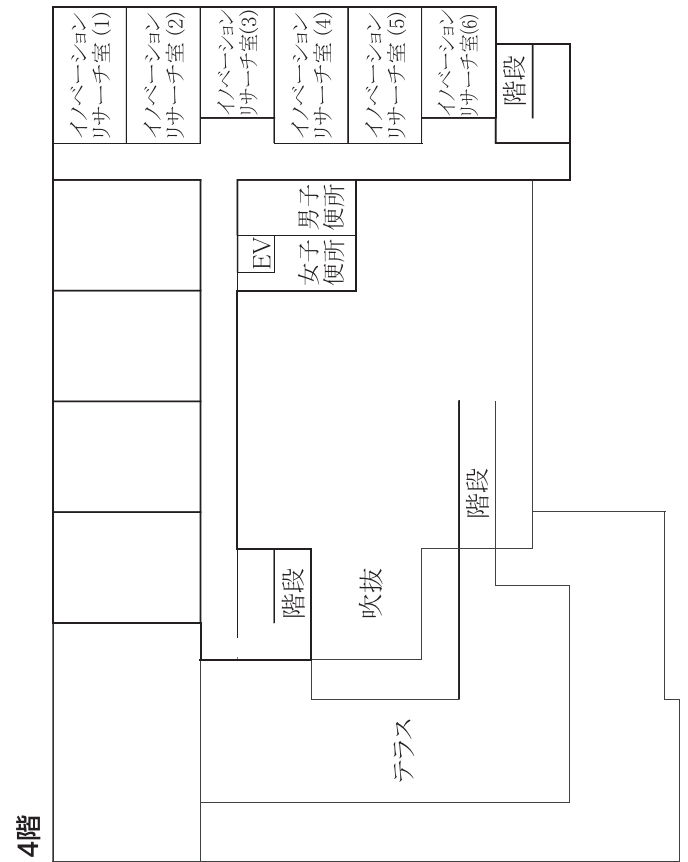 4階
イノベーション
リサーチ室 (1)
イノベーション
リサーチ室 (2)
イノベーション
リサーチ室(3)
イノベーション
リサーチ室 (4)
イノベーション
リサーチ室 (5)
イノベーション
リサーチ室(6)
階段
男子
便所
EV
女子
便所
階段
階段
吹抜
テラス